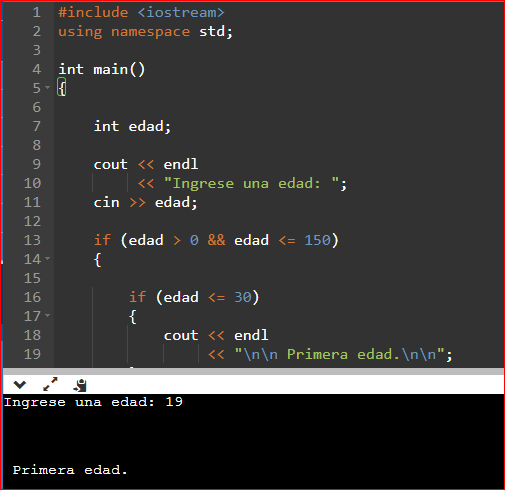 1 #include <iostream>
2 using namespace std;
3
4 int main()
5 {
6
7 int edad;
8
9 cout << endl
10 << "Ingrese una edad: ";
11 cin >> edad;
12
13 if (edad > 0 && edad <= 150)
14 {
15
16 if (edad <= 30)
17 {
18 cout << endl
19 << "\n\n Primera edad.\n\n";
Ingrese una edad: 19
Primera edad.